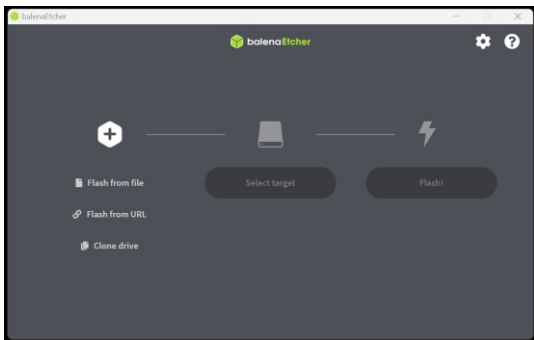 balenaEtcher
balenaEtcher
Flash from file
Select target
Flash!
Flash from URL
Clone drive